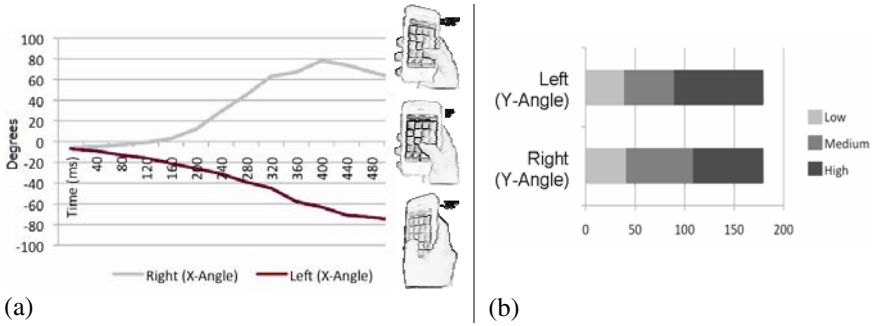 100
80
60
40
20
0
-20
-40
-60
-80
-100
Degrees
Time (ms)
40
80
120
160
200
240
280
320
360
400
440
480
Right (X-Angle)
Left (X-Angle)
(a)
Left
(Y-Angle)
Right
(Y-Angle)
0
50
100
150
200
Low
Medium
High
(b)